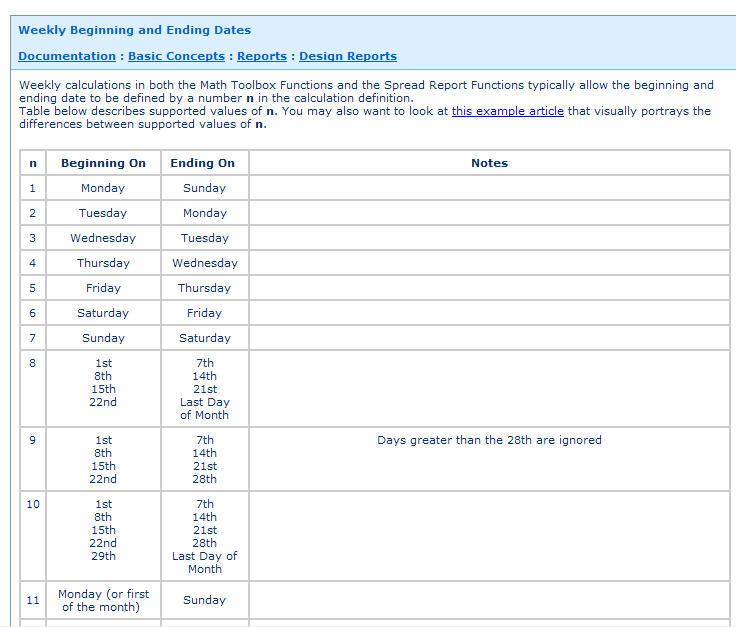 Weekly Beginning and Ending Dates
Documentation : Basic Concepts : Reports : Design Reports
Weekly calculations in both the Math Toolbox Functions and the Spread Report Functions typically allow the beginning and
ending date to be defined by a number n in the calculation definition.
Table below describes supported values of n. You may also want to look at this example article that visually portrays the
differences between supported values of n.
n Beginning On Ending On Notes
1 Monday Sunday
2 Tuesday Monday
3 Wednesday Tuesday
4 Thursday Wednesday
5 Friday Thursday
6 Saturday Friday
7 Sunday Saturday
8 1st 7th
8th 14th
15th 21st
22nd Last Day
of Month
9 1st 7th Days greater than the 28th are ignored
8th 14th
15th 21st
22nd 28th
10 1st 7th
8th 14th
15th 21st
22nd 28th
29th Last Day of
Month
11 Monday (or first
of the month) Sunday